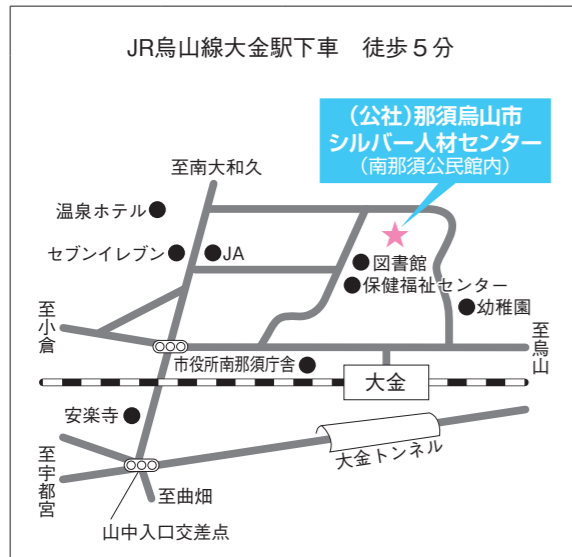 JR烏山線大金駅下車　徒歩５分
（公社）那須烏山市
シルバー人材センター
（南那須公民館内）
至南大和久
温泉ホテル
セブンイレブン
JA
図書館
保健福祉センター
幼稚園
至小倉
至烏山
市役所南那須庁舎
大金
安楽寺
大金トンネル
至宇都宮
至曲畑
山中入口交差点